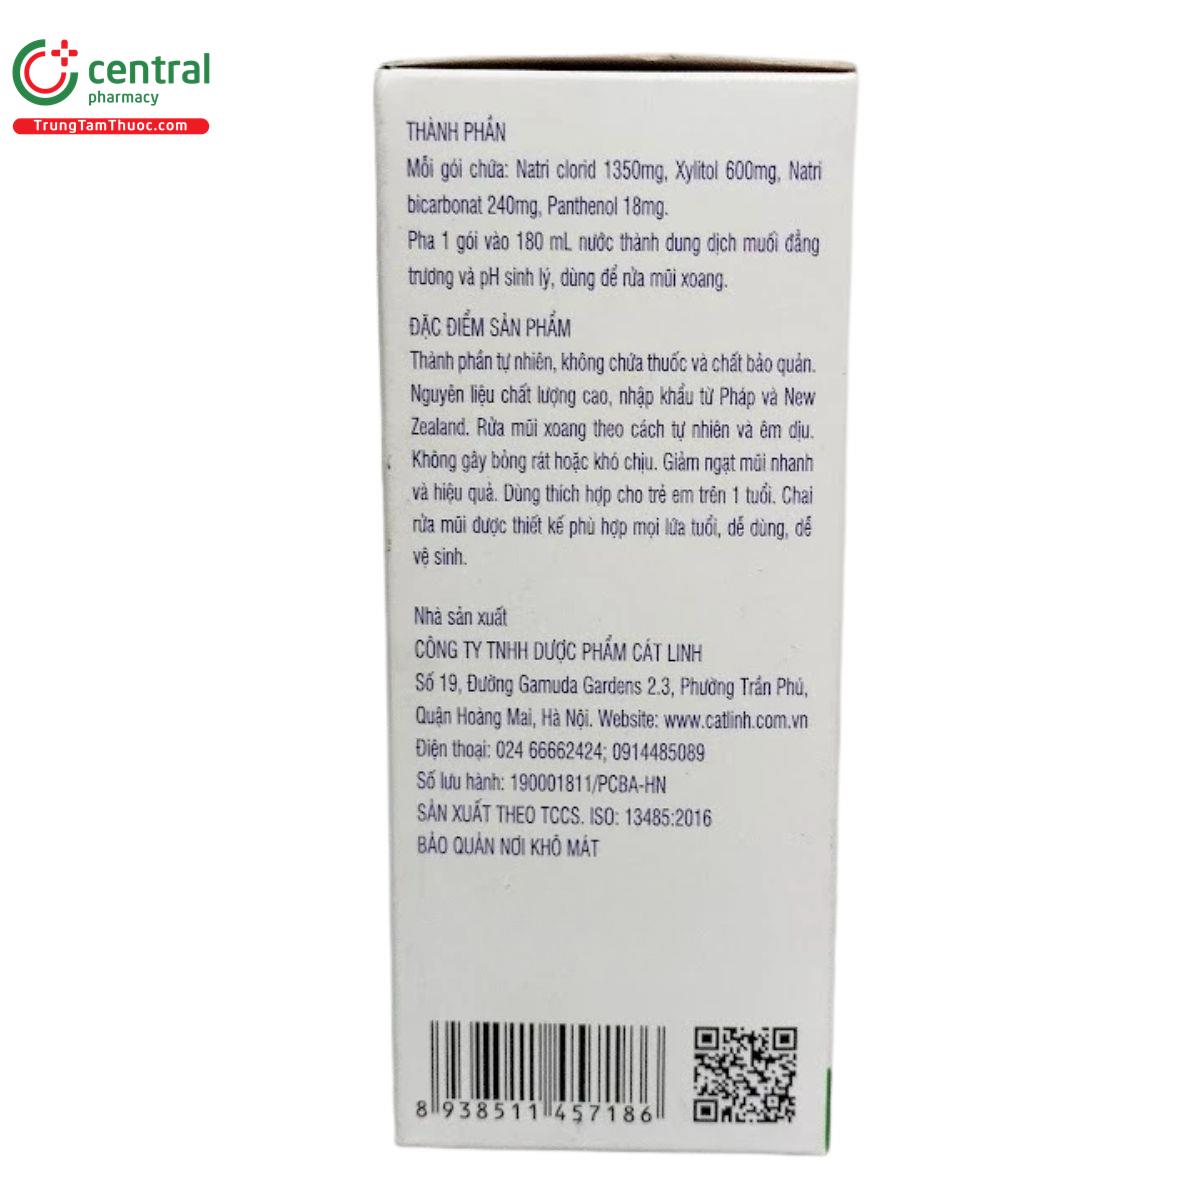 central
pharmacy
TrungTamThuoc.com
THÀNH PHẦN
Mỗi gói chứa: Natri clorid 1350mg, Xylitol 600mg, Natri
bicarbonat 240mg, Panthenol 18mg.
Pha 1 gói vào 180 mL nước thành dung dịch muối đẳng
trương và pH sinh lý, dùng để rửa mũi xoang.
ĐẶC ĐIỂM SẢN PHẨM
Thành phần tự nhiên, không chứa thuốc và chất bảo quản.
Nguyên liệu chất lượng cao, nhập khẩu từ Pháp và New
Zealand. Rửa mũi xoang theo cách tự nhiên và êm dịu.
Không gây bỏng rát hoặc khó chịu. Giảm ngạt mũi nhanh
và hiệu quả. Dùng thích hợp cho trẻ em trên 1 tuổi. Chai
rửa mũi được thiết kế phù hợp mọi lứa tuổi, dễ dùng, dễ
vệ sinh.
Nhà sản xuất
CÔNG TY TNHH DƯỢC PHẨM CÁT LINH
Số 19, Đường Gamuda Gardens 2.3, Phường Trần Phú,
Quận Hoàng Mai, Hà Nội. Website: www.catlinh.com.vn
Điện thoại: 024 66662424; 0914485089
Số lưu hành: 190001811/PCBA-HN
SẢN XUẤT THEO TCCS. ISO: 13485:2016
BẢO QUẢN NƠI KHÔ MÁT
8 938511 457186